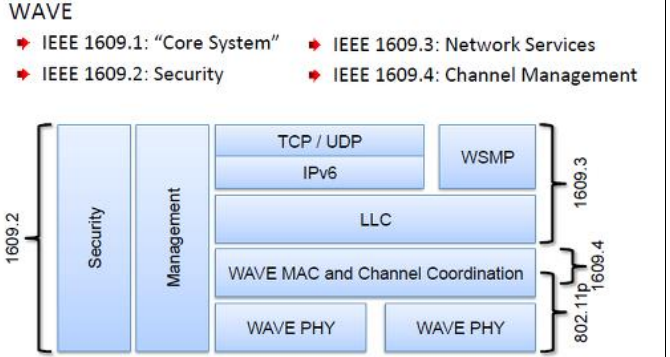 WAVE
IEEE 1609.1: “Core System”
IEEE 1609.3: Network Services
IEEE 1609.2: Security
IEEE 1609.4: Channel Management
1609.2
Security
Management
TCP / UDP
IPv6
WSMP
LLC
WAVE MAC and Channel Coordination
WAVE PHY
WAVE PHY
1609.3
1609.4
802.11p